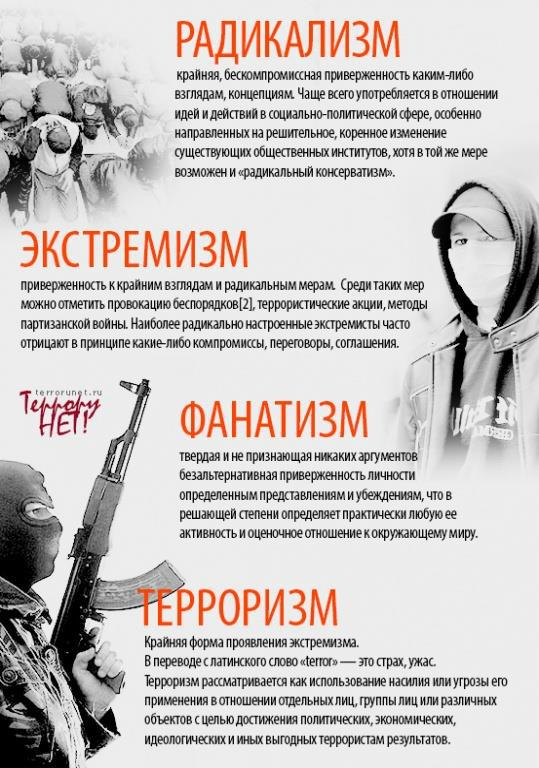 РАДИКАЛИЗМ
крайняя, бескомпромиссная приверженность каким-либо
взглядам, концепциям. Чаще всего употребляется в отношении
идей и действий в социально-политической сфере, особенно
направленных на решительное, коренное изменение
существующих общественных институтов, хотя в той же мере
возможен и «радикальный консерватизм».
ЭКСТРЕМИЗМ
приверженность к крайним взглядам и радикальным мерам. Среди таких мер
можно отметить провокацию беспорядков[2], террористические акции, методы
партизанской войны. Наиболее радикально настроенные экстремисты часто
отрицают в принципе какие-либо компромиссы, переговоры, соглашения.
terrorunet.ru
Террору
НЕТ!
ФАНАТИЗМ
твердая и не признающая никаких аргументов
безальтернативная приверженность личности
определенным представлениям и убеждениям, что в
решающей степени определяет практически любую ее
активность и оценочное отношение к окружающему миру.
ТЕРРОРИЗМ
Крайняя форма проявления экстремизма.
В переводе с латинского слово «terror» — это страх, ужас.
Терроризм рассматривается как использование насилия или угрозы его
применения в отношении отдельных лиц, группы лиц или различных
объектов с целью достижения политических, экономических,
идеологических и иных выгодных террористам результатов.